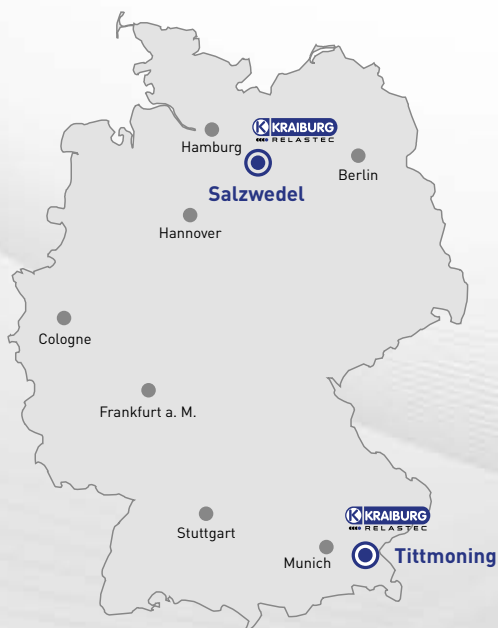 KRAIBURG
RELASTEC
Hamburg
Berlin
Salzwedel
Hannover
Cologne
Frankfurt a. M.
KRAIBURG
RELASTEC
Stuttgart
Munich
Tittmoning